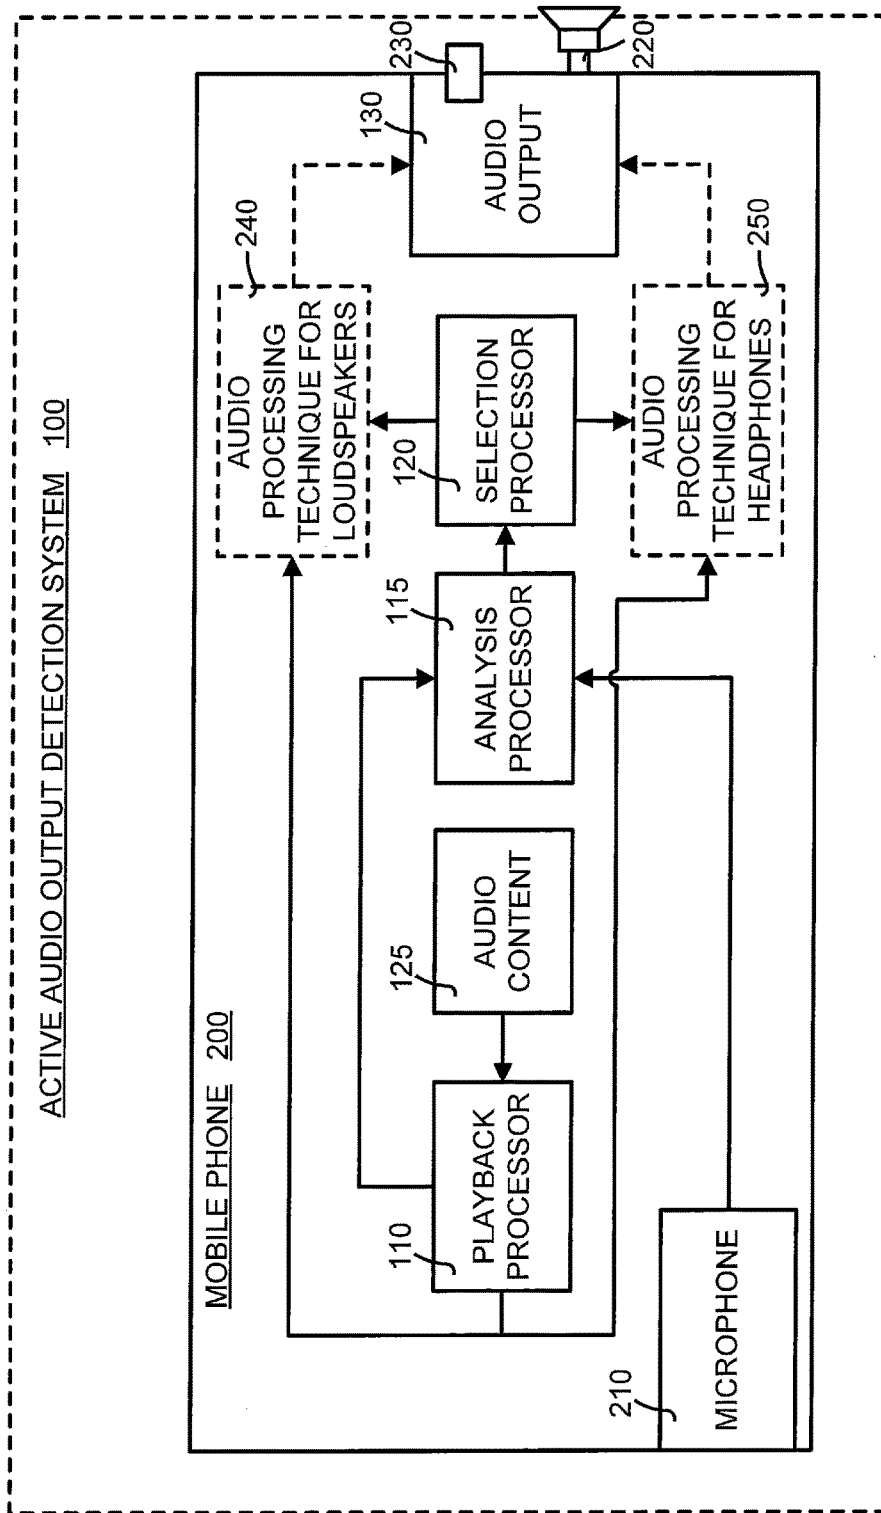 ACTIVE AUDIO OUTPUT DETECTION SYSTEM 100
MOBILE PHONE 200
240
AUDIO
PROCESSING
TECHNIQUE FOR
LOUDSPEAKERS
130
230
AUDIO
OUTPUT
220
110
PLAYBACK
PROCESSOR
125
AUDIO
CONTENT
115
ANALYSIS
PROCESSOR
120
SELECTION
PROCESSOR
250
AUDIO
PROCESSING
TECHNIQUE FOR
HEADPHONES
210
MICROPHONE